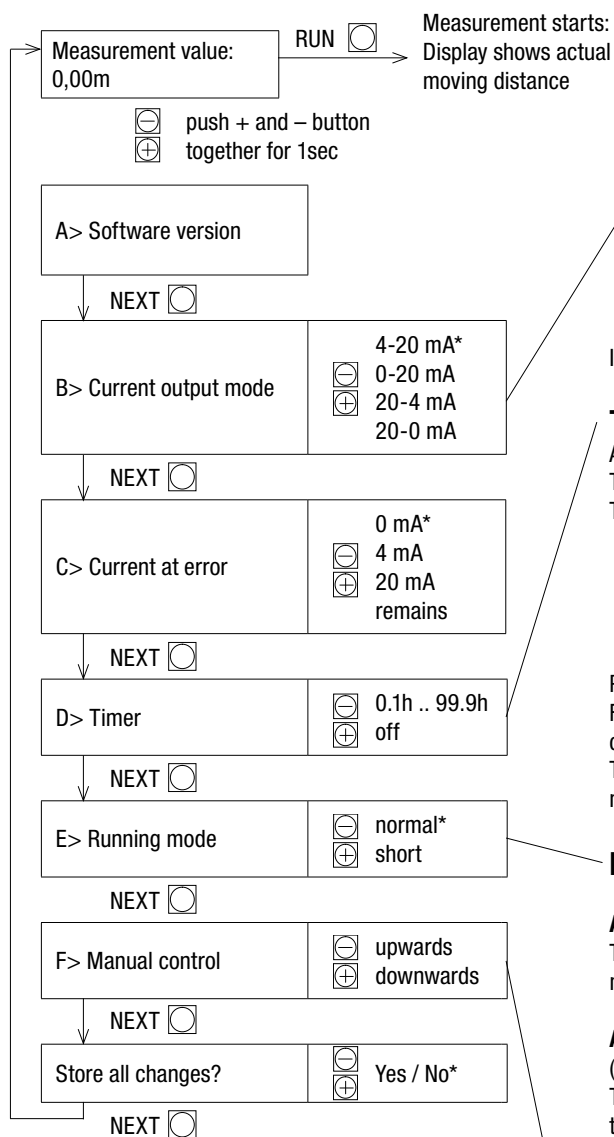 Measurement value:
0,00m
RUN
Measurement starts:
Display shows actual
moving distance
push + and – button
together for 1sec
A> Software version
NEXT
B> Current output mode
4-20 mA*
0-20 mA
20-4 mA
20-0 mA
NEXT
C> Current at error
0 mA*
4 mA
20 mA
remains
NEXT
D> Timer
0.1h .. 99.9h
off
NEXT
E> Running mode
normal*
short
NEXT
F> Manual control
upwards
downwards
NEXT
Store all changes?
Yes / No*
NEXT